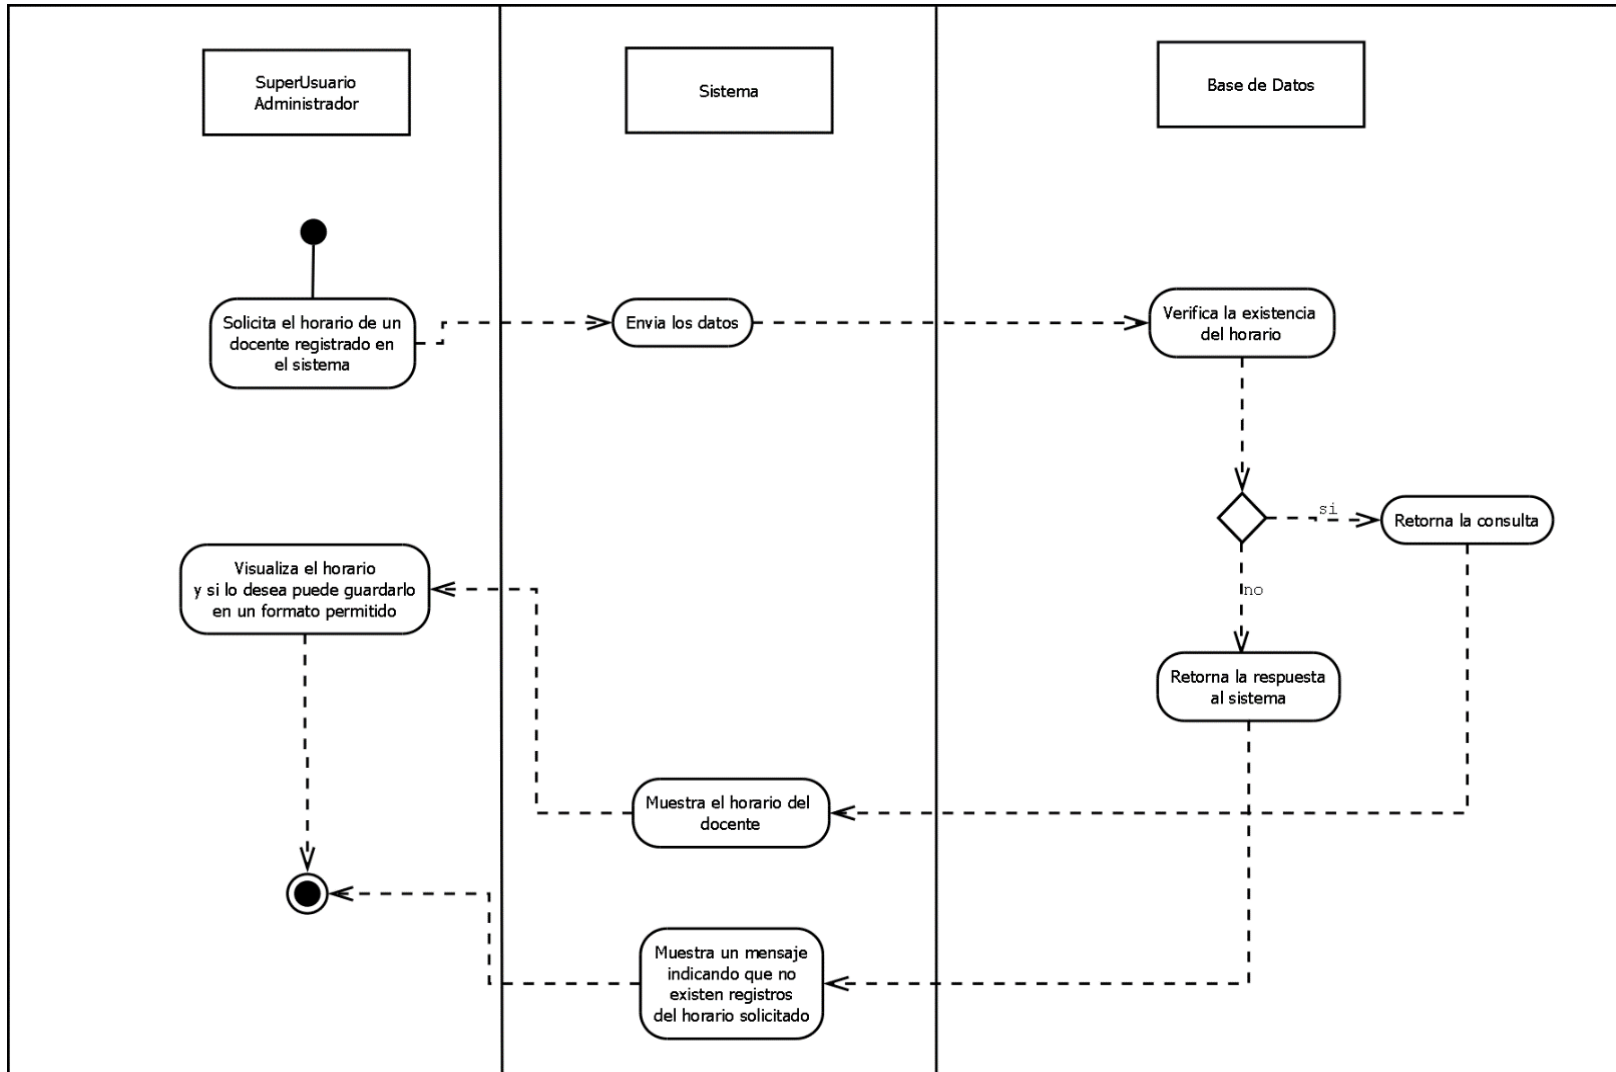 SuperUsuario
Administrador
Sistema
Base de Datos
Solicita el horario de un
docente registrado en
el sistema
Envia los datos
Verifica la existencia
del horario
si
Retorna la consulta
no
Visualiza el horario
y si lo desea puede guardarlo
en un formato permitido
Retorna la respuesta
al sistema
Muestra el horario del
docente
Muestra un mensaje
indicando que no
existen registros
del horario solicitado